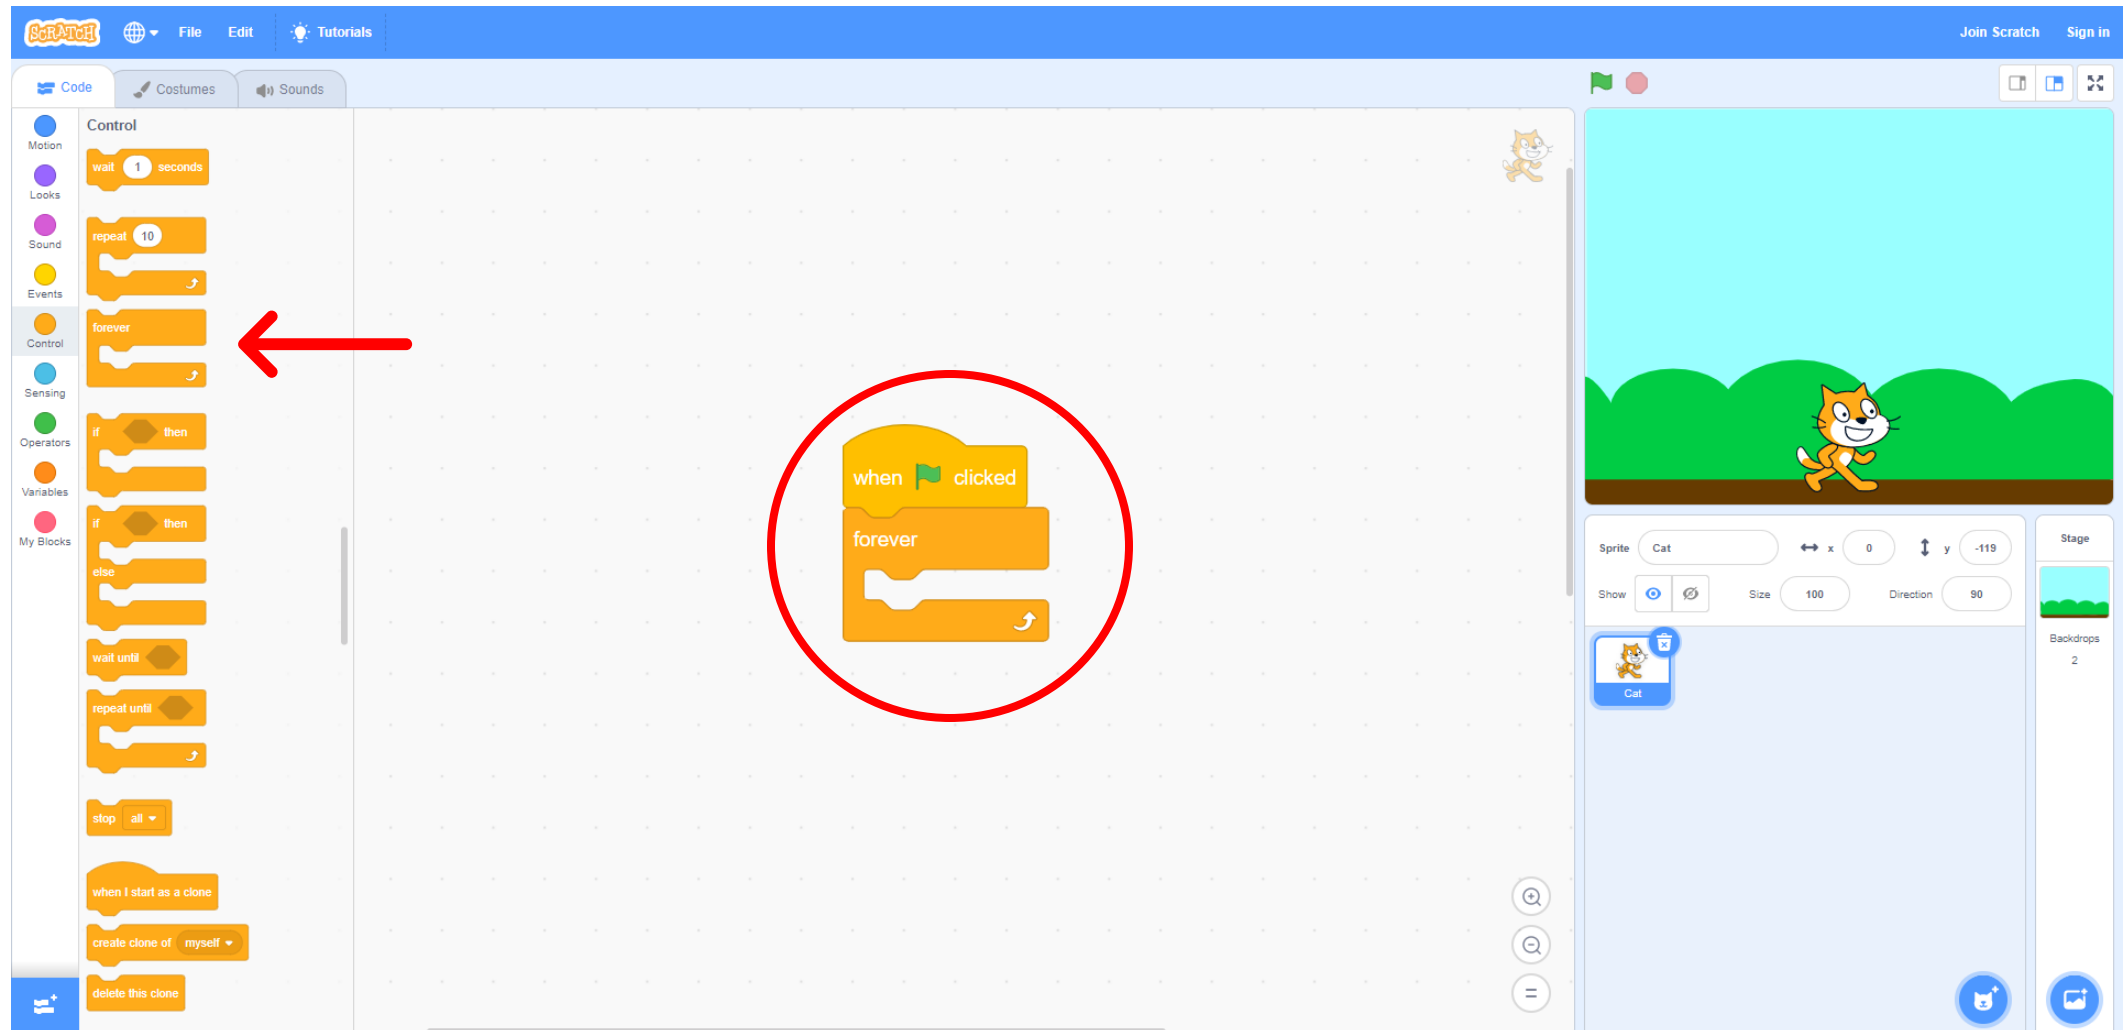 SCRATCH File Edit Tutorials Join Scratch Sign in
Code Costumes Sounds
Motion
Looks
Sound
Events
Control
Sensing
Operators
Variables
My Blocks
Control
wait 1 seconds
repeat 10
forever
if then
if then
else
wait until
repeat until
stop all
when I start as a clone
create clone of myself
delete this clone
when clicked
forever
Sprite Cat x 0 y -119
Show Size 100 Direction 90
Cat
Stage
Backdrops
2